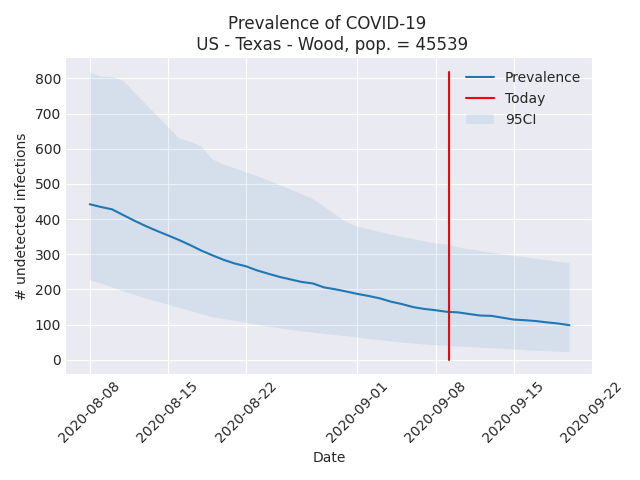 Prevalence of COVID-19
US - Texas - Wood, pop. = 45539
# undetected infections
800
700
600
500
400
300
200
100
0
Prevalence
Today
95CI
2020-08-08
2020-08-15
2020-08-22
2020-09-01
2020-09-08
2020-09-15
2020-09-22
Date